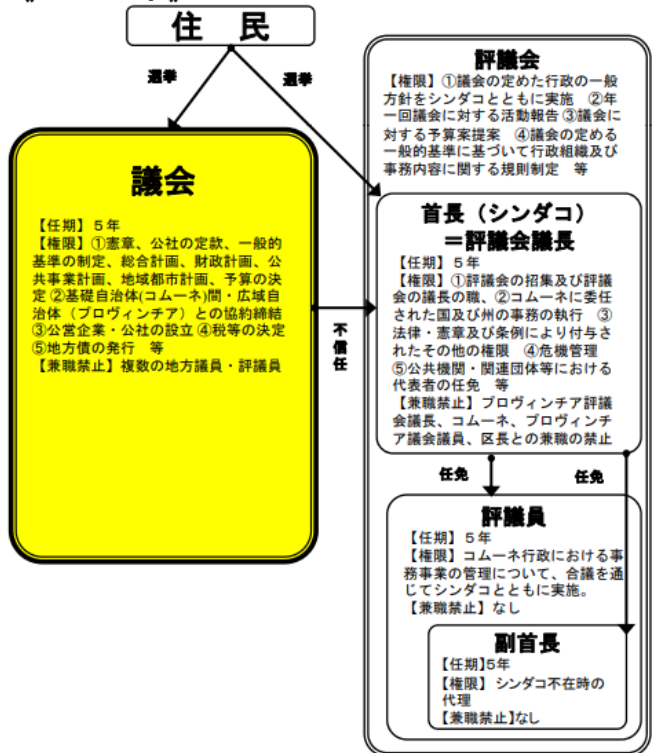 住　民
選挙
選挙
議会
【任期】５年
【権限】①憲章、公社の定款、一般的
基準の制定、総合計画、財政計画、公
共事業計画、地域都市計画、予算の決
定 ②基礎自治体(コムーネ)間・広域自
治体（プロヴィンチア）との協約締結
③公営企業・公社の設立 ④税等の決定
⑤地方債の発行　等
【兼職禁止】複数の地方議員・評議員
不信任
評議会
【権限】①議会の定めた行政の一般
方針をシンダコとともに実施　②年
一回議会に対する活動報告 ③議会に
対する予算案提案　④議会の定める
一般的基準に基づいて行政組織及び
事務内容に関する規則制定　等
首長（シンダコ）
＝評議会議長
【任期】５年
【権限】①評議会の招集及び評議
会の議長の職、②コムーネに委任
された国及び州の事務の執行　③
法律・憲章及び条例により付与さ
れたその他の権限　④危機管理
⑤公共機関・関連団体等における
代表者の任免　等
【兼職禁止】プロヴィンチア評議
会議長、コムーネ、プロヴィンチ
ア議会議員、区長との兼職の禁止
任免
任免
評議員
【任期】５年
【権限】コムーネ行政における事
務事業の管理について、合議を通
じてシンダコとともに実施。
【兼職禁止】なし
副首長
【任期】5年
【権限】シンダコ不在時の
代理
【兼職禁止】なし